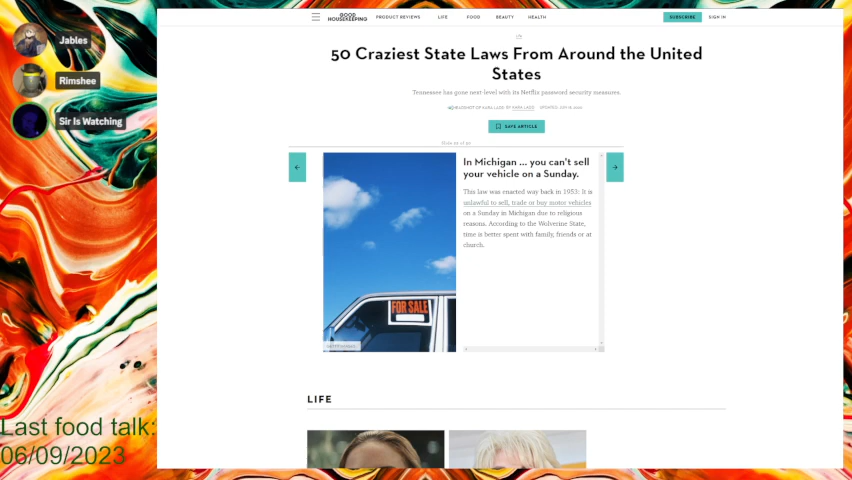 Jables
Rimshee
Sir Is Watching
GOOD
HOUSEKEEPING
PRODUCT REVIEWS
LIFE
FOOD
BEAUTY
HEALTH
SUBSCRIBE
SIGN IN
50 Craziest State Laws From Around the United
States
Tennessee has gone next-level with its Netflix password security measures.
BY KARA LADD
SAVE ARTICLE
In Michigan ... you can't sell
your vehicle on a Sunday.
This law was enacted way back in 1953: It is
unlawful to sell, trade or buy motor vehicles
on a Sunday in Michigan due to religious
reasons. According to the Wolverine State,
time is better spent with family, friends or at
church.
FOR SALE
LIFE
Last food talk:
06/09/2023